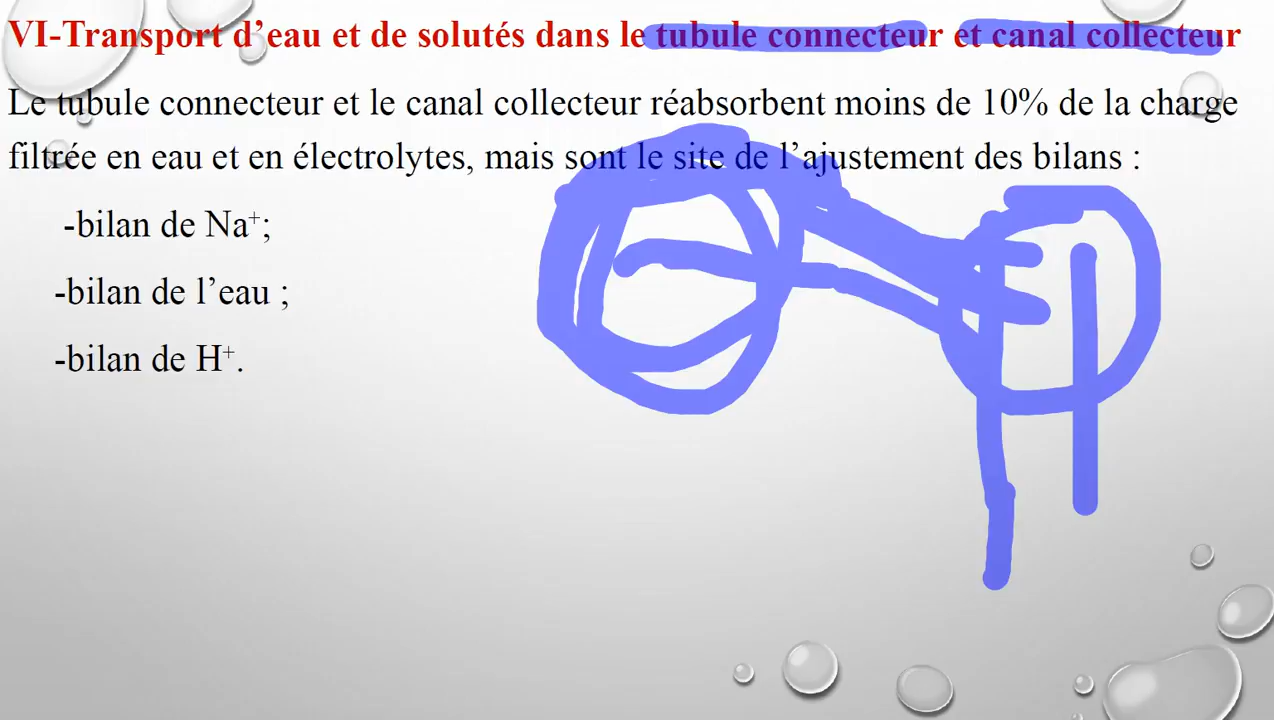 VI-Transport d’eau et de solutés dans le tubule connecteur et canal collecteur
Le tubule connecteur et le canal collecteur réabsorbent moins de 10% de la charge
filtrée en eau et en électrolytes, mais sont le site de l’ajustement des bilans :
-bilan de Na⁺;
-bilan de l’eau ;
-bilan de H⁺.